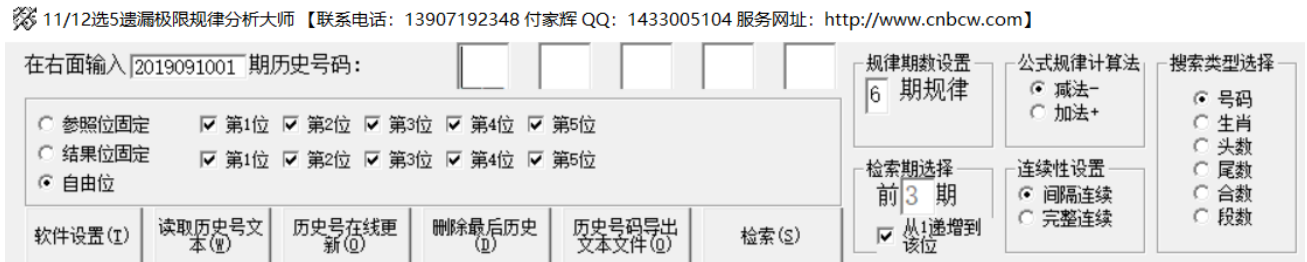 11/12选5遗漏极限规律分析大师 【联系电话：13907192348 付家辉 QQ：1433005104 服务网址：http://www.cnbcw.com】
在右面输入 2019091001 期历史号码：
规律期数设置
6 期规律
公式规律计算法
减法-
加法+
搜索类型选择
号码
生肖
头数
尾数
合数
段数
参照位固定 第1位 第2位 第3位 第4位 第5位
结果位固定 第1位 第2位 第3位 第4位 第5位
自由位
检索期选择
前 3 期
从1递增到
该位
连续性设置
间隔连续
完整连续
软件设置(I)
读取历史号文
本(W)
历史号在线更
新(O)
删除最后历史
(D)
历史号码导出
文本文件(O)
检索(S)